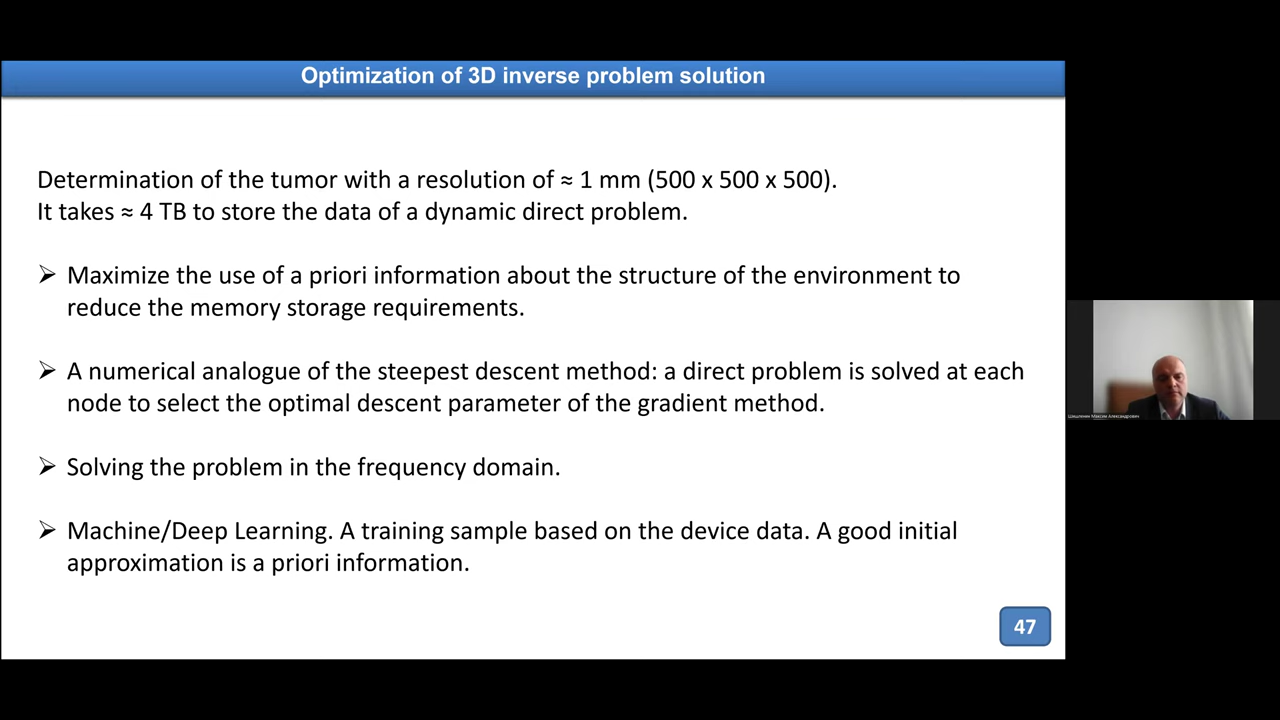 Optimization of 3D inverse problem solution
Determination of the tumor with a resolution of ≈ 1 mm (500 x 500 x 500).
It takes ≈ 4 TB to store the data of a dynamic direct problem.
➢ Maximize the use of a priori information about the structure of the environment to
reduce the memory storage requirements.
➢ A numerical analogue of the steepest descent method: a direct problem is solved at each
node to select the optimal descent parameter of the gradient method.
➢ Solving the problem in the frequency domain.
➢ Machine/Deep Learning. A training sample based on the device data. A good initial
approximation is a priori information.
47
Шишленин Максим Александрович